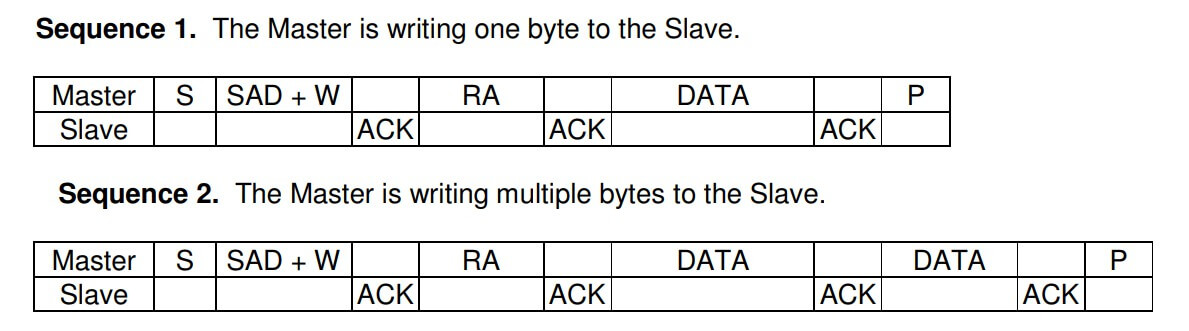 Sequence 1. The Master is writing one byte to the Slave.
Master S SAD + W RA DATA P
Slave ACK ACK ACK
Sequence 2. The Master is writing multiple bytes to the Slave.
Master S SAD + W RA DATA DATA P
Slave ACK ACK ACK ACK